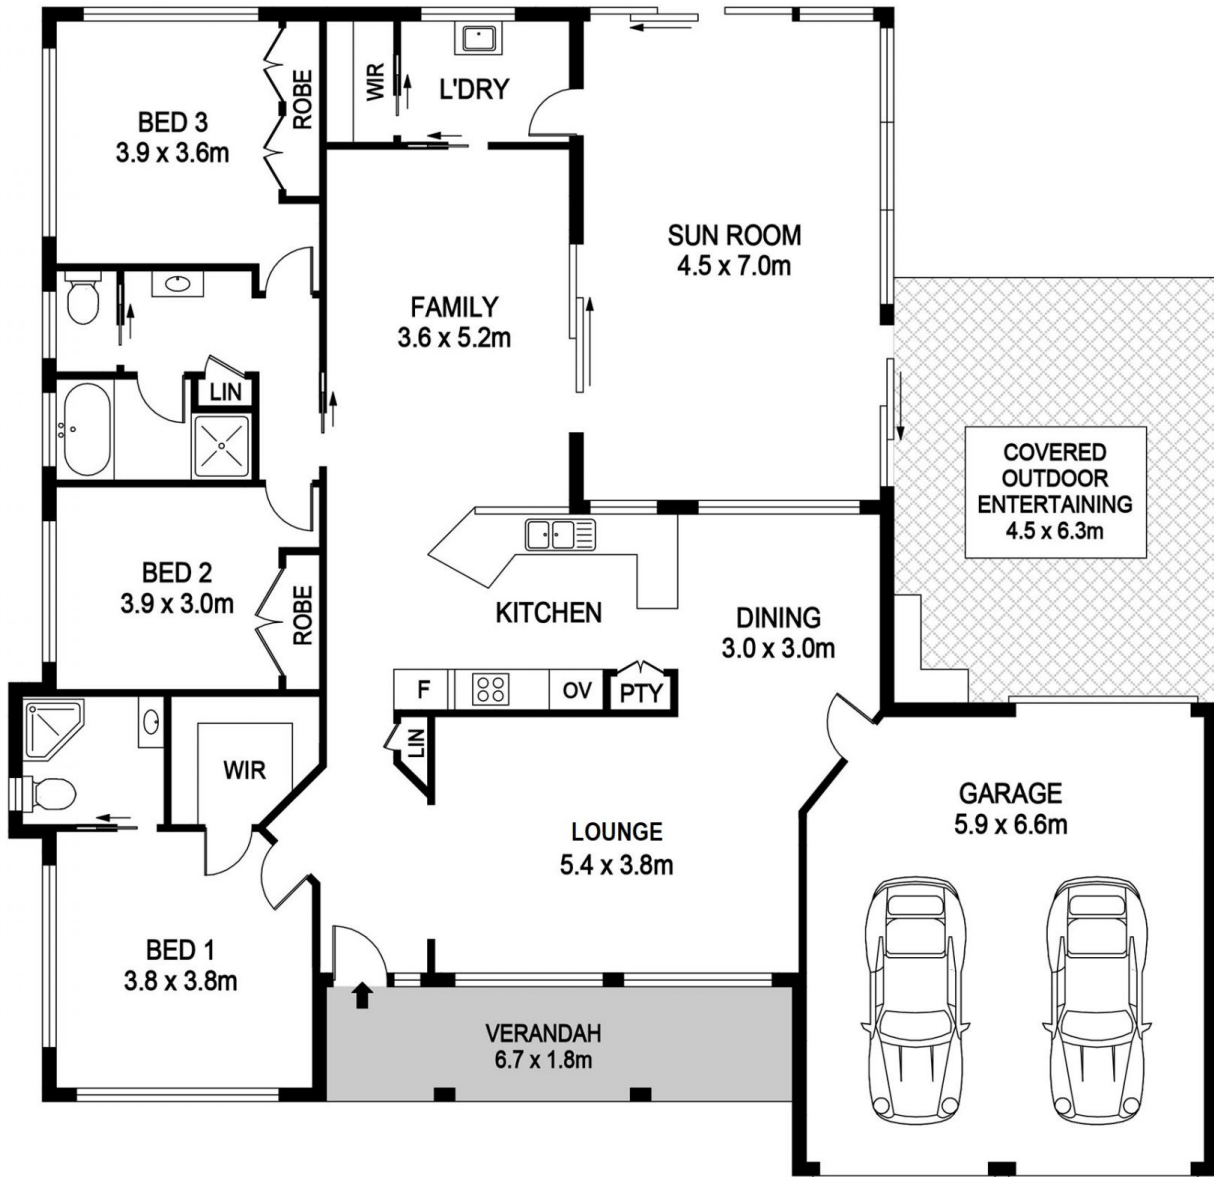 BED 3
3.9 x 3.6m
ROBE
WIR
L'DRY
SUN ROOM
4.5 x 7.0m
FAMILY
3.6 x 5.2m
LIN
COVERED
OUTDOOR
ENTERTAINING
4.5 x 6.3m
BED 2
3.9 x 3.0m
ROBE
KITCHEN
DINING
3.0 x 3.0m
F
OV
PTY
LIN
WIR
LOUNGE
5.4 x 3.8m
GARAGE
5.9 x 6.6m
BED 1
3.8 x 3.8m
VERANDAH
6.7 x 1.8m